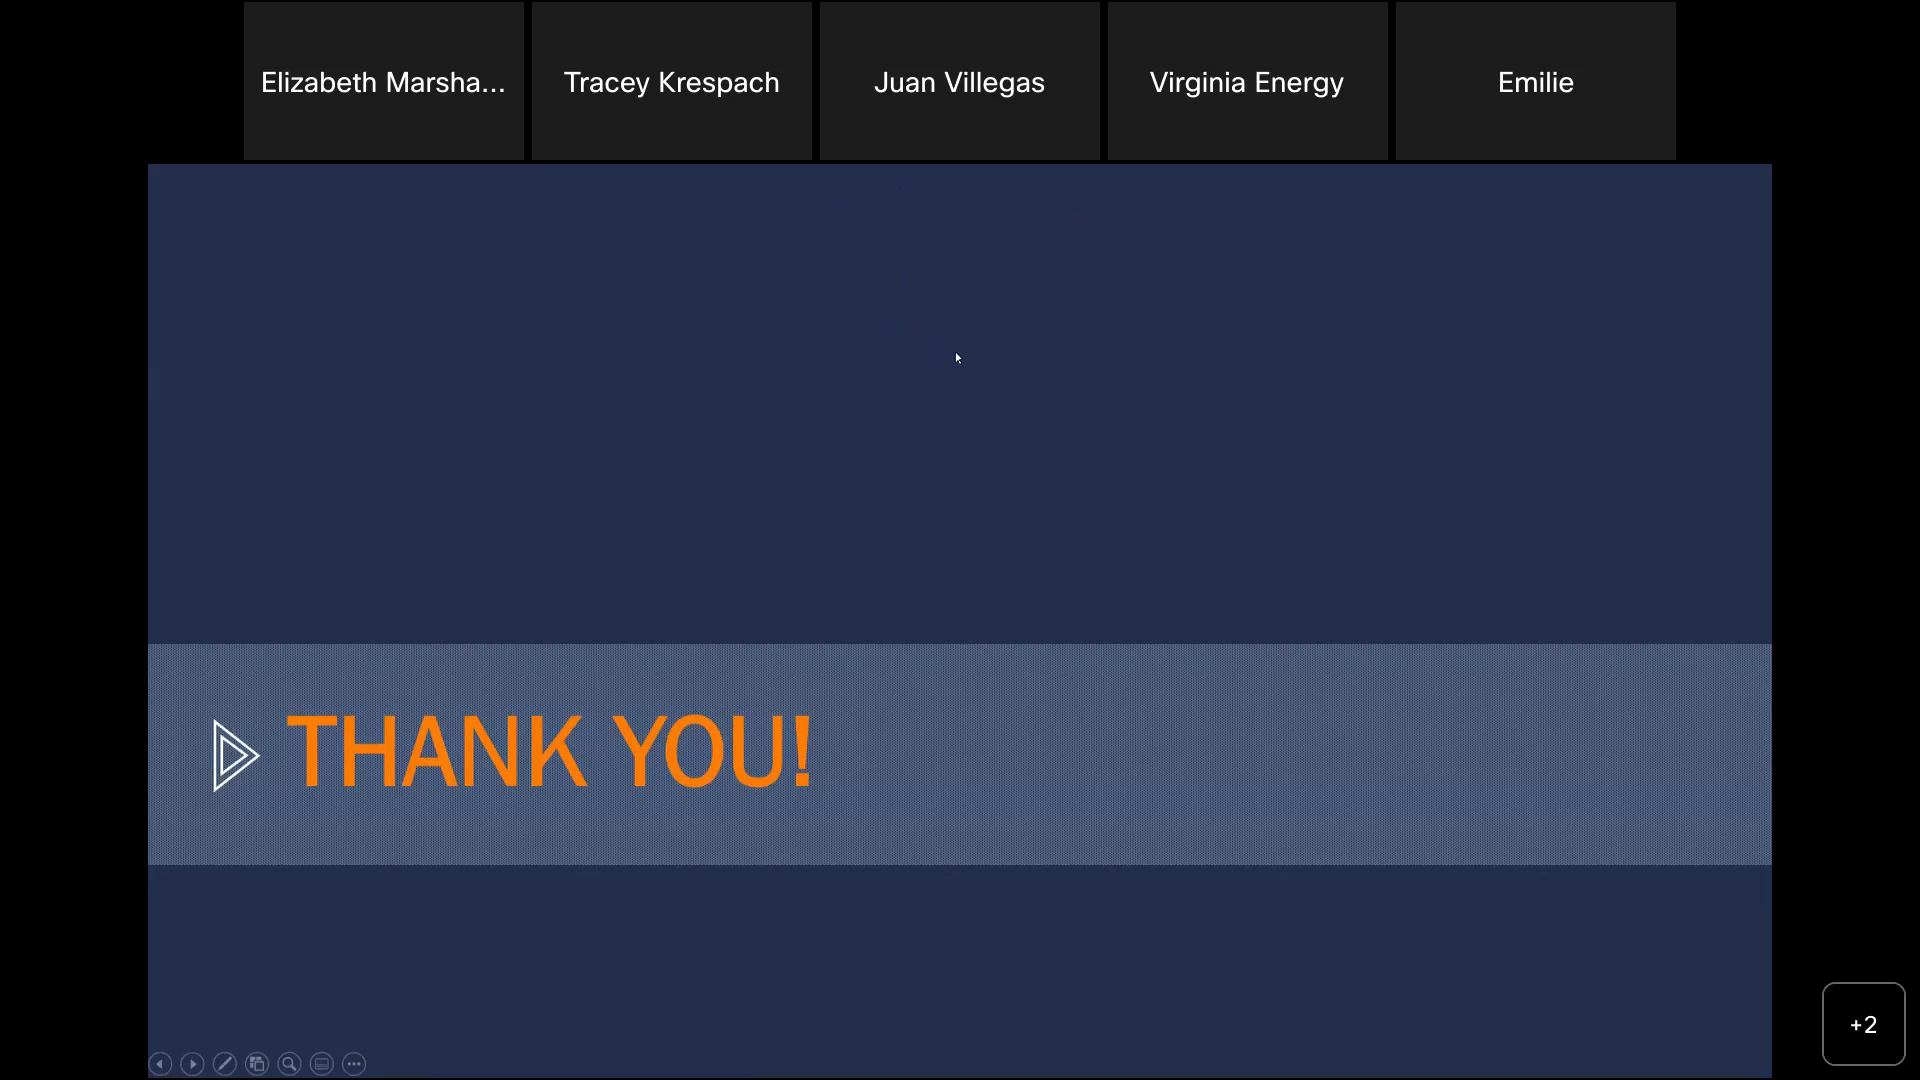 Elizabeth Marsha...
Tracey Krespach
Juan Villegas
Virginia Energy
Emilie
THANK YOU!
+2